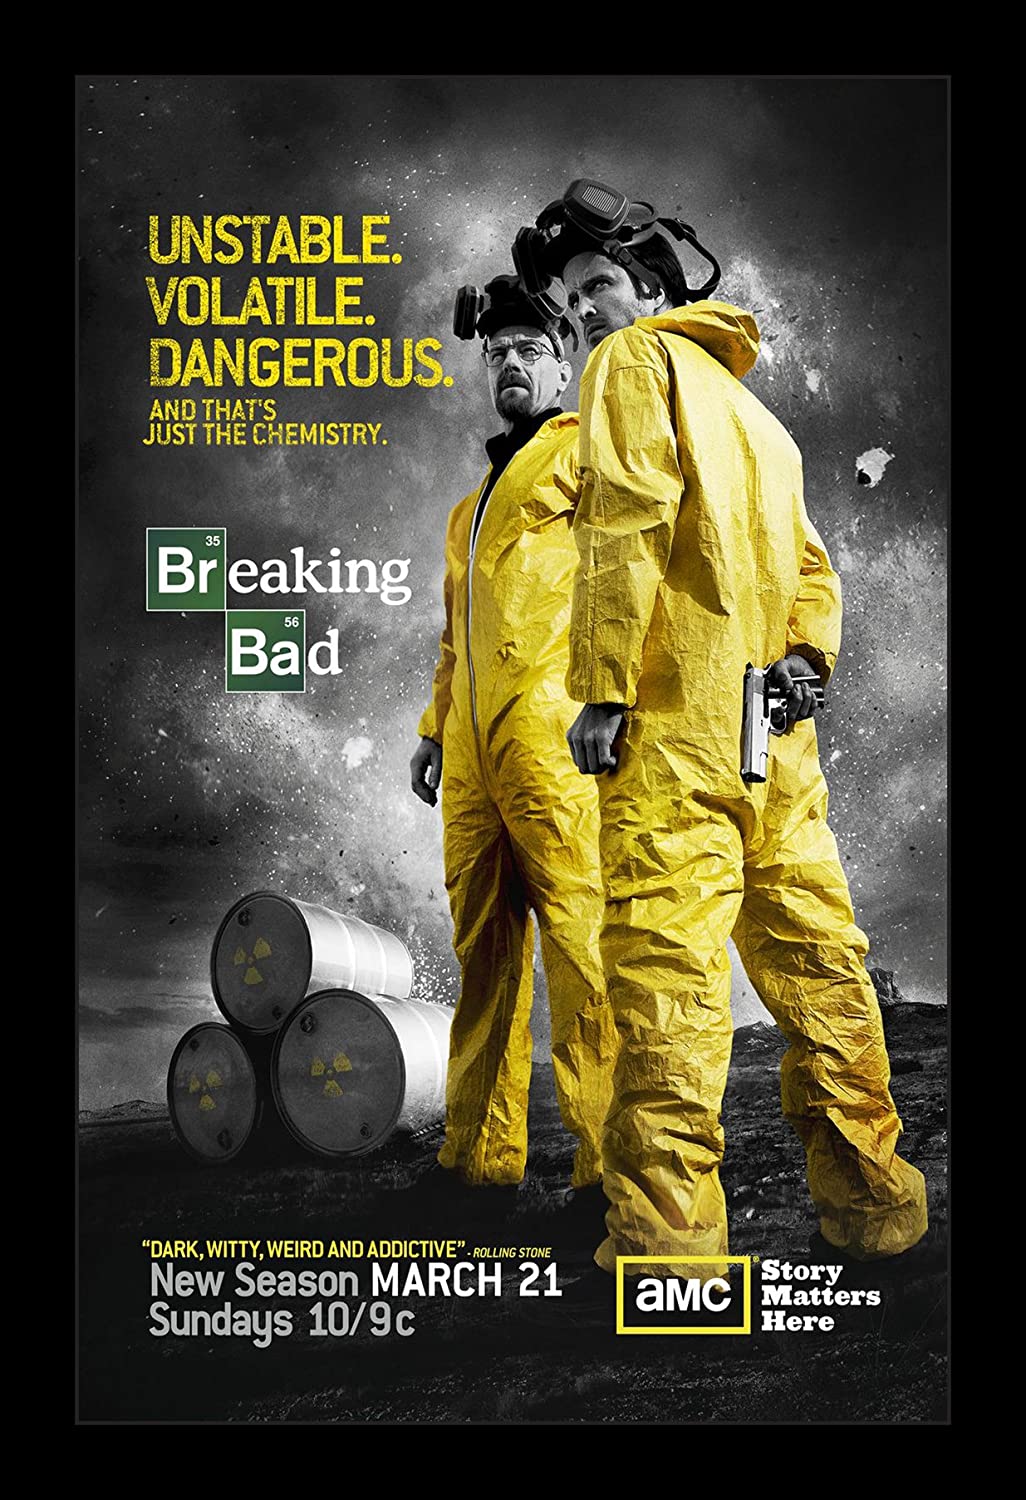 UNSTABLE.
VOLATILE.
DANGEROUS.
AND THAT'S
JUST THE CHEMISTRY.
35
Breaking
56
Bad
"DARK, WITTY, WEIRD AND ADDICTIVE" - ROLLING STONE
New Season MARCH 21
Sundays 10/9c
aMC®
Story
Matters
Here